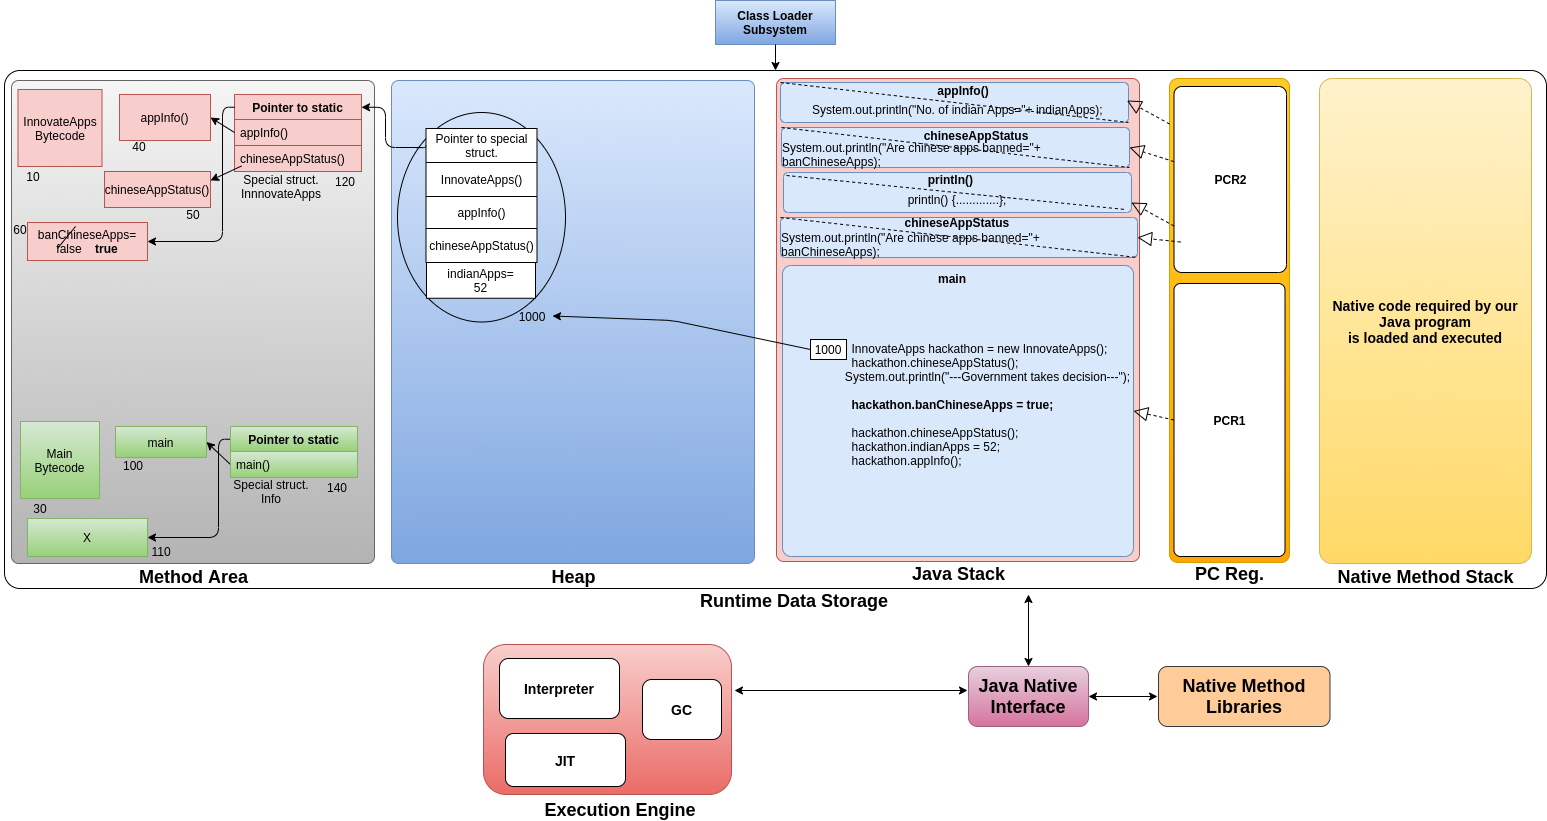 Class Loader
Subsystem
InnovateApps
Bytecode
10
appInfo()
40
chineseAppStatus()
50
Pointer to static
appInfo()
chineseAppStatus()
Special struct.
InnnovateApps
120
60
banChineseApps=
false true
Main
Bytecode
30
main
100
Pointer to static
main()
Special struct.
Info
140
X
110
Method Area
Pointer to special
struct.
InnovateApps()
appInfo()
chineseAppStatus()
indianApps=
52
1000
Heap
appInfo()
System.out.println("No. of indian Apps="+ indianApps);
chineseAppStatus
System.out.println("Are chinese apps banned="+
banChineseApps);
println()
println() {.............};
chineseAppStatus
System.out.println("Are chinese apps banned="+
banChineseApps);
main
1000
InnovateApps hackathon = new InnovateApps();
hackathon.chineseAppStatus();
System.out.println("---Government takes decision---");
hackathon.banChineseApps = true;
hackathon.chineseAppStatus();
hackathon.indianApps = 52;
hackathon.appInfo();
Java Stack
PCR2
PCR1
PC Reg.
Native code required by our
Java program
is loaded and executed
Native Method Stack
Runtime Data Storage
Interpreter
GC
JIT
Execution Engine
Java Native
Interface
Native Method
Libraries